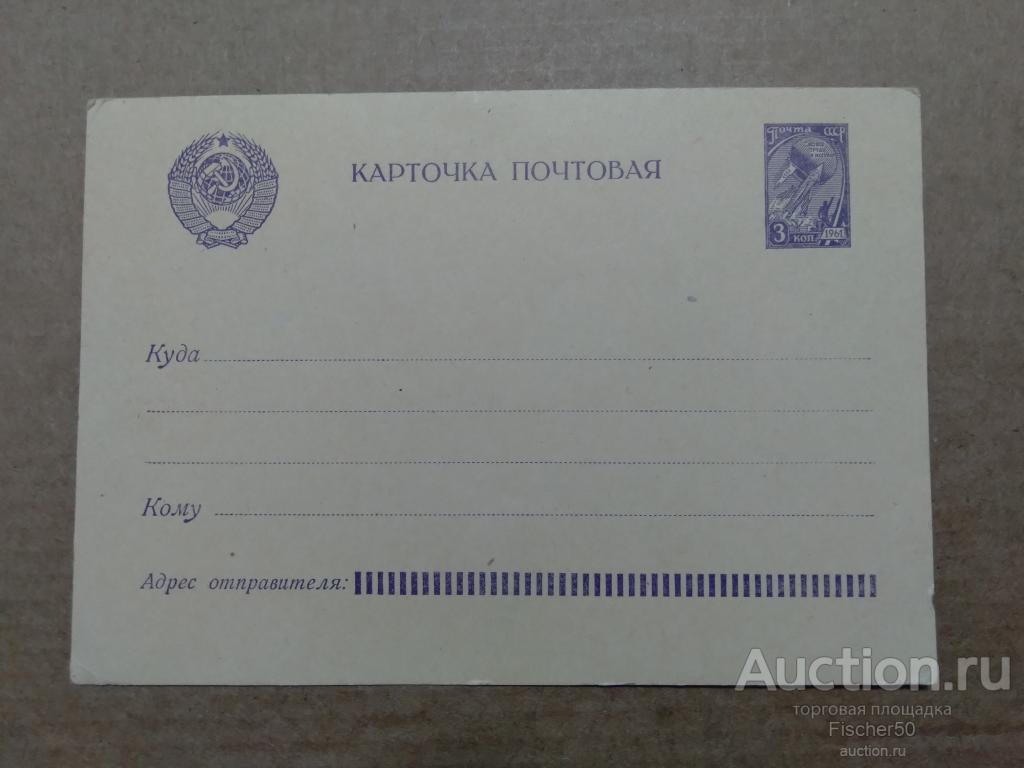 КАРТОЧКА ПОЧТОВАЯ
Почта СССР
3 коп. 1961
Куда
Кому
Адрес отправителя:
Auction.ru
торговая площадка
Fischer50
auction.ru